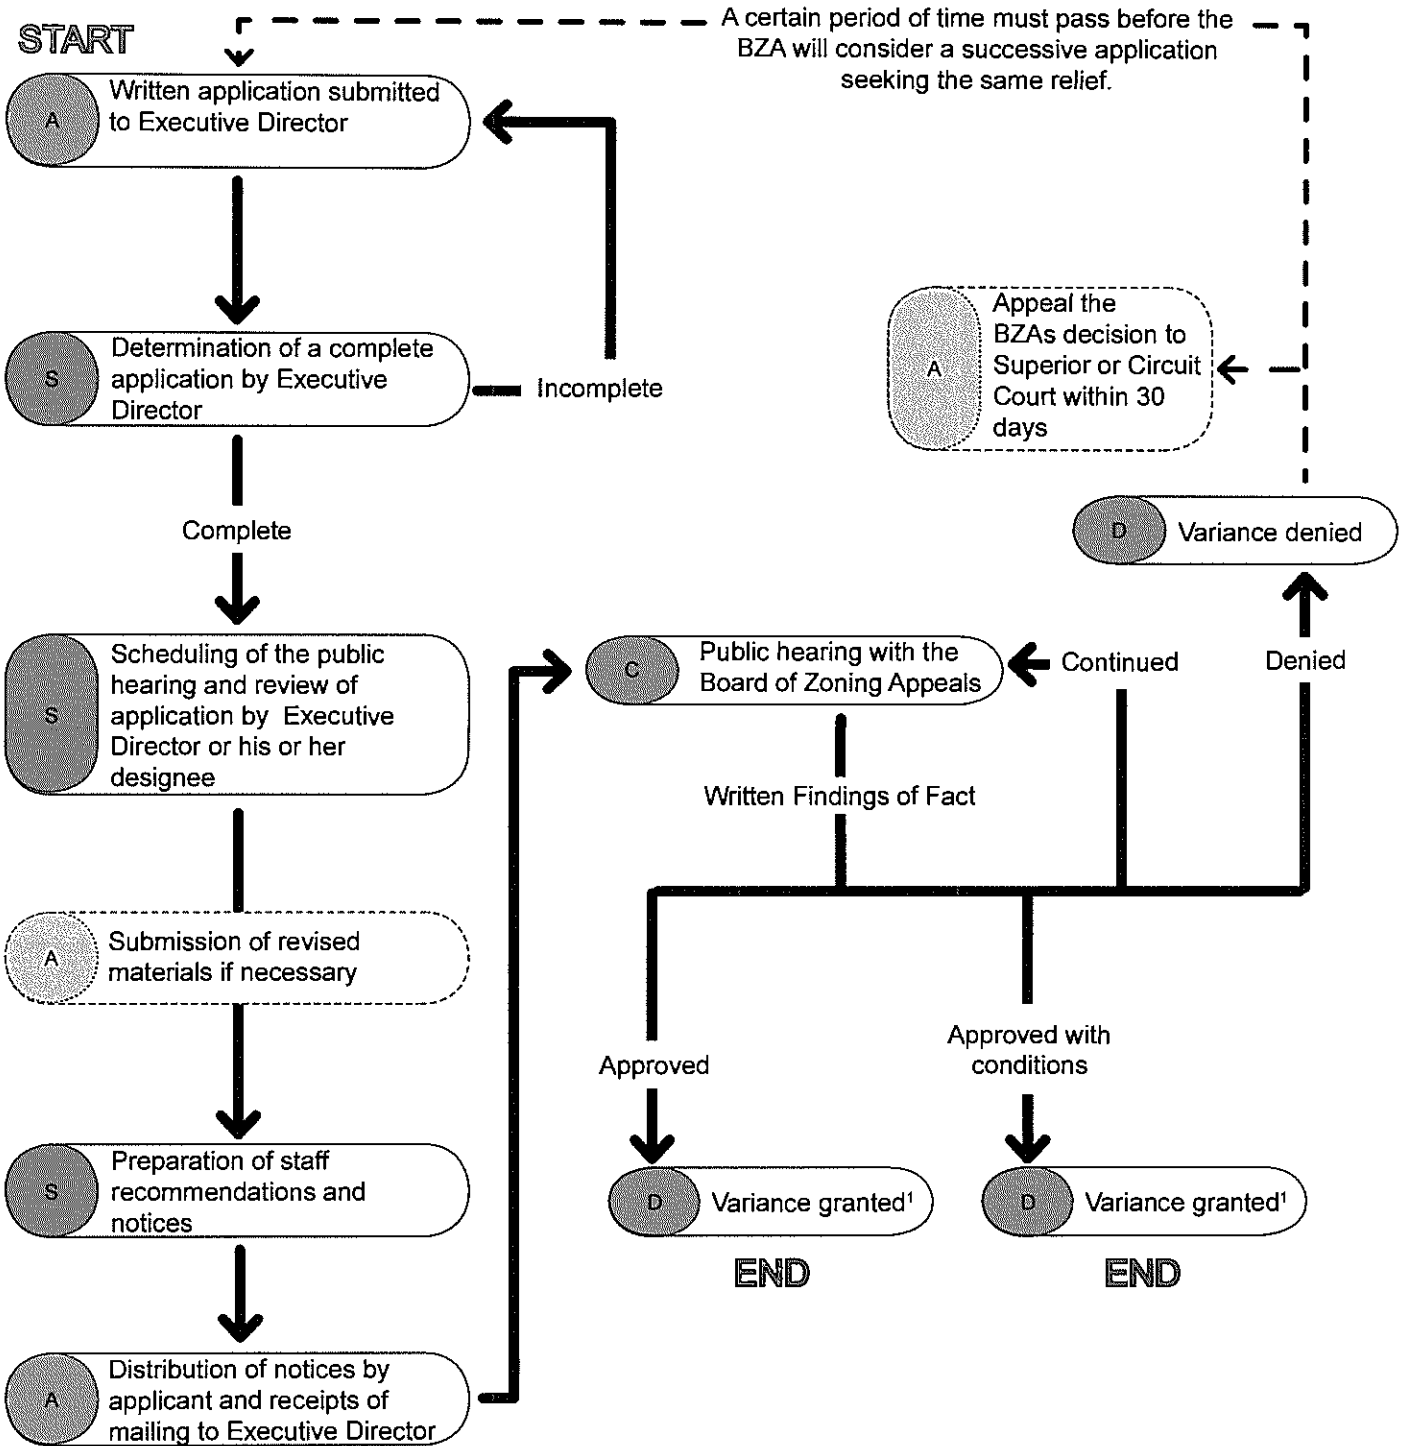 START
A certain period of time must pass before the
BZA will consider a successive application
seeking the same relief.
A
Written application submitted
to Executive Director
S
Determination of a complete
application by Executive
Director
Incomplete
Complete
S
Scheduling of the public
hearing and review of
application by Executive
Director or his or her
designee
A
Submission of revised
materials if necessary
S
Preparation of staff
recommendations and
notices
A
Distribution of notices by
applicant and receipts of
mailing to Executive Director
C
Public hearing with the
Board of Zoning Appeals
Continued
Denied
Written Findings of Fact
A
Appeal the
BZAs decision to
Superior or Circuit
Court within 30
days
D
Variance denied
Approved
Approved with
conditions
D
Variance granted¹
END
D
Variance granted¹
END